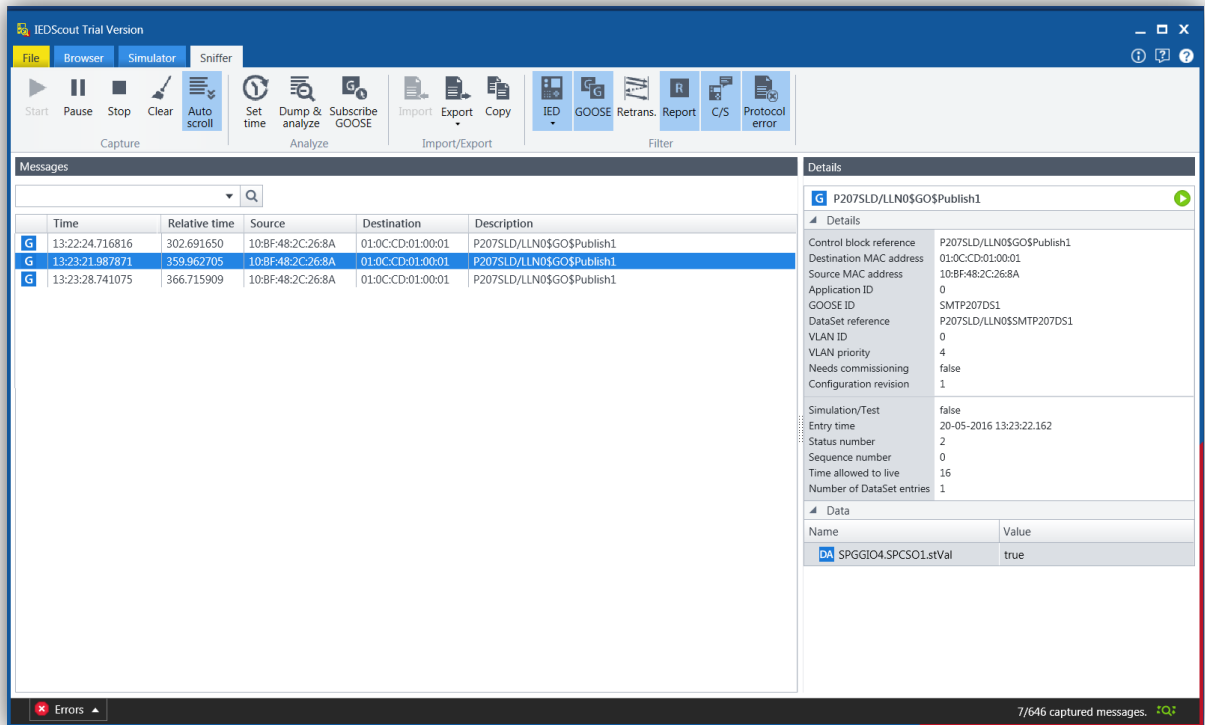 IEDScout Trial Version
File Browser Simulator Sniffer
Start Pause Stop Clear Auto scroll Set time Dump & analyze Subscribe GOOSE Import Export Copy IED GOOSE Retrans. Report C/S Protocol error
Capture Analyze Import/Export Filter
Messages
Time Relative time Source Destination Description
G 13:22:24.716816 302.691650 10:BF:48:2C:26:8A 01:0C:CD:01:00:01 P207SLD/LLN0$GO$Publish1
G 13:23:21.987871 359.962705 10:BF:48:2C:26:8A 01:0C:CD:01:00:01 P207SLD/LLN0$GO$Publish1
G 13:23:28.741075 366.715909 10:BF:48:2C:26:8A 01:0C:CD:01:00:01 P207SLD/LLN0$GO$Publish1
Details
G P207SLD/LLN0$GO$Publish1
Details
Control block reference P207SLD/LLN0$GO$Publish1
Destination MAC address 01:0C:CD:01:00:01
Source MAC address 10:BF:48:2C:26:8A
Application ID 0
GOOSE ID SMTP207DS1
DataSet reference P207SLD/LLN0$SMTP207DS1
VLAN ID 0
VLAN priority 4
Needs commissioning false
Configuration revision 1
Simulation/Test false
Entry time 20-05-2016 13:23:22.162
Status number 2
Sequence number 0
Time allowed to live 16
Number of DataSet entries 1
Data
Name Value
DA SPGGIO4.SPCSO1.stVal true
Errors 7/646 captured messages.